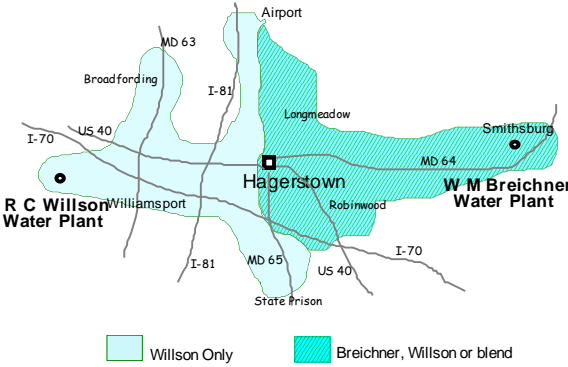 Airport
MD 63
Broadfording
I-81
Longmeadow
I-70
US 40
Smithsburg
MD 64
Hagerstown
W M Breichner
Water Plant
R C Willson
Water Plant
Williamsport
Robinwood
I-81
MD 65
US 40
I-70
State Prison
Willson Only
Breichner, Willson or blend